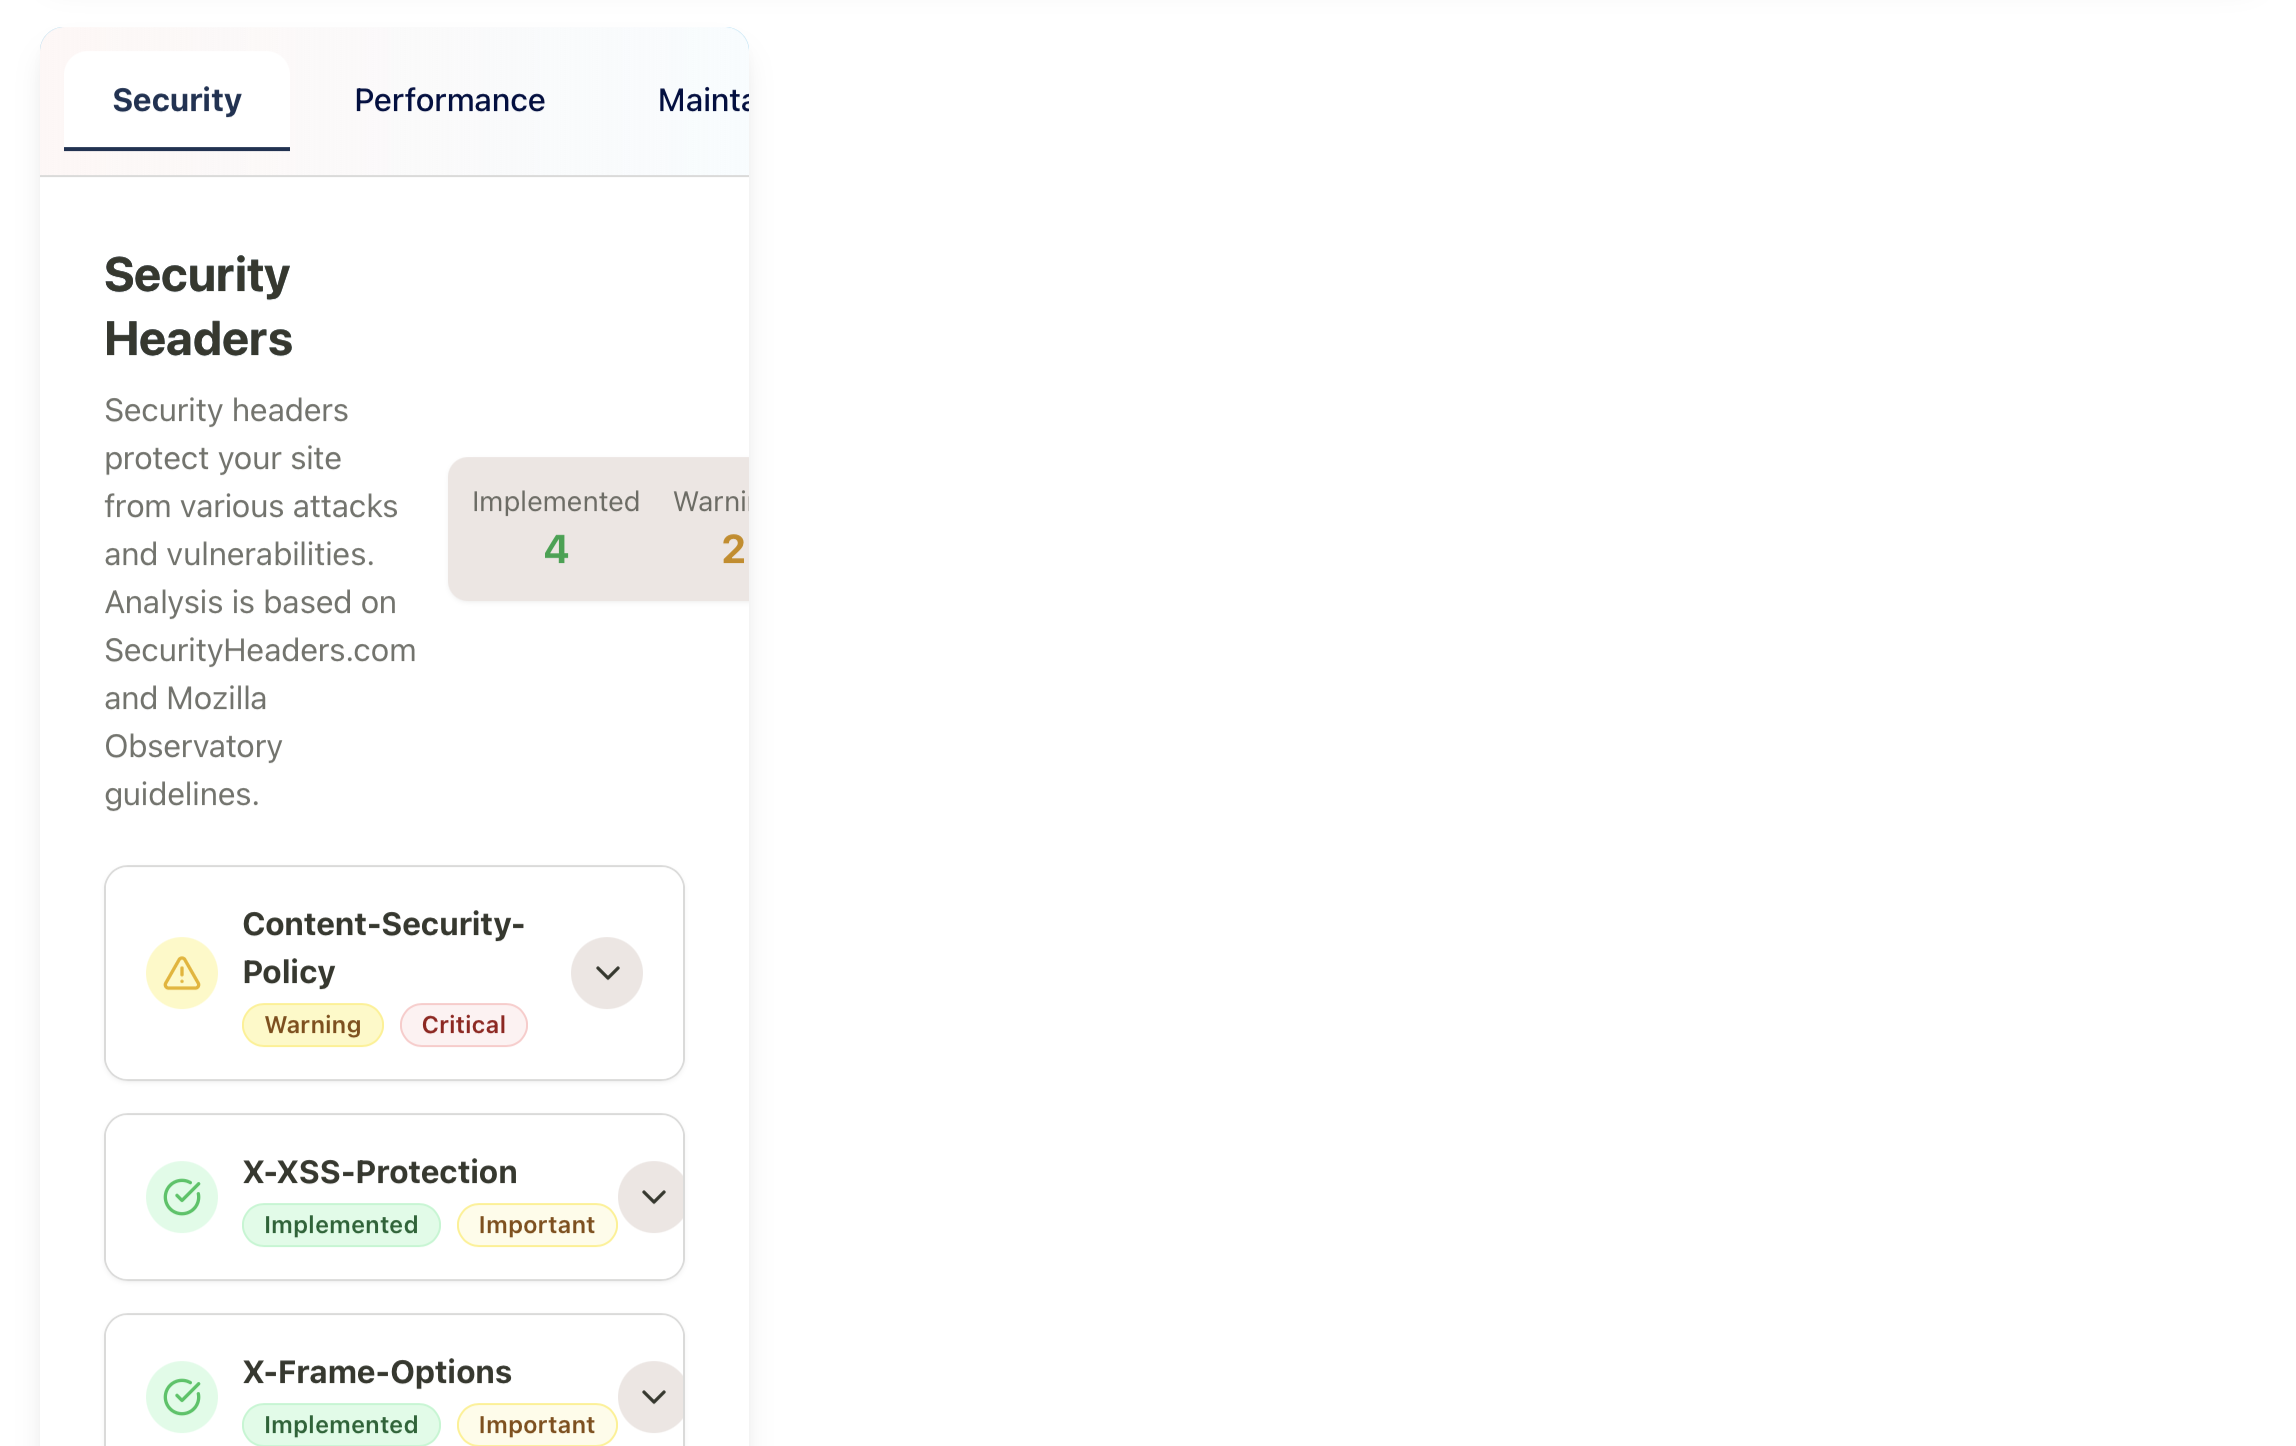 Security Performance Mainta
Security
Headers
Security headers
protect your site
from various attacks
and vulnerabilities.
Analysis is based on
SecurityHeaders.com
and Mozilla
Observatory
guidelines.
Implemented Warni
4 2
Content-Security-
Policy
Warning Critical
X-XSS-Protection
Implemented Important
X-Frame-Options
Implemented Important